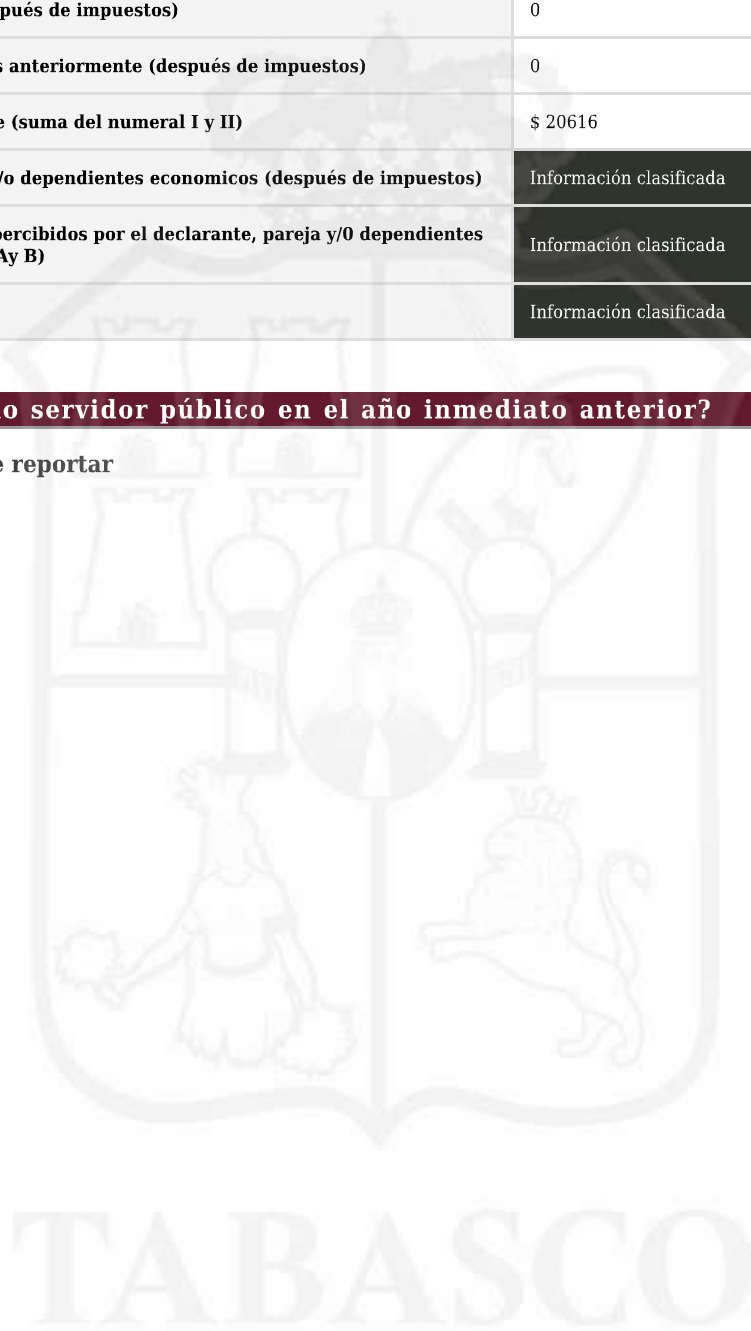 pués de impuestos)
0
s anteriormente (después de impuestos)
0
e (suma del numeral I y II)
$ 20616
/o dependientes economicos (después de impuestos)
Información clasificada
percibidos por el declarante, pareja y/0 dependientes
Ay B)
Información clasificada
Información clasificada
o servidor público en el año inmediato anterior?
e reportar
TABASCO